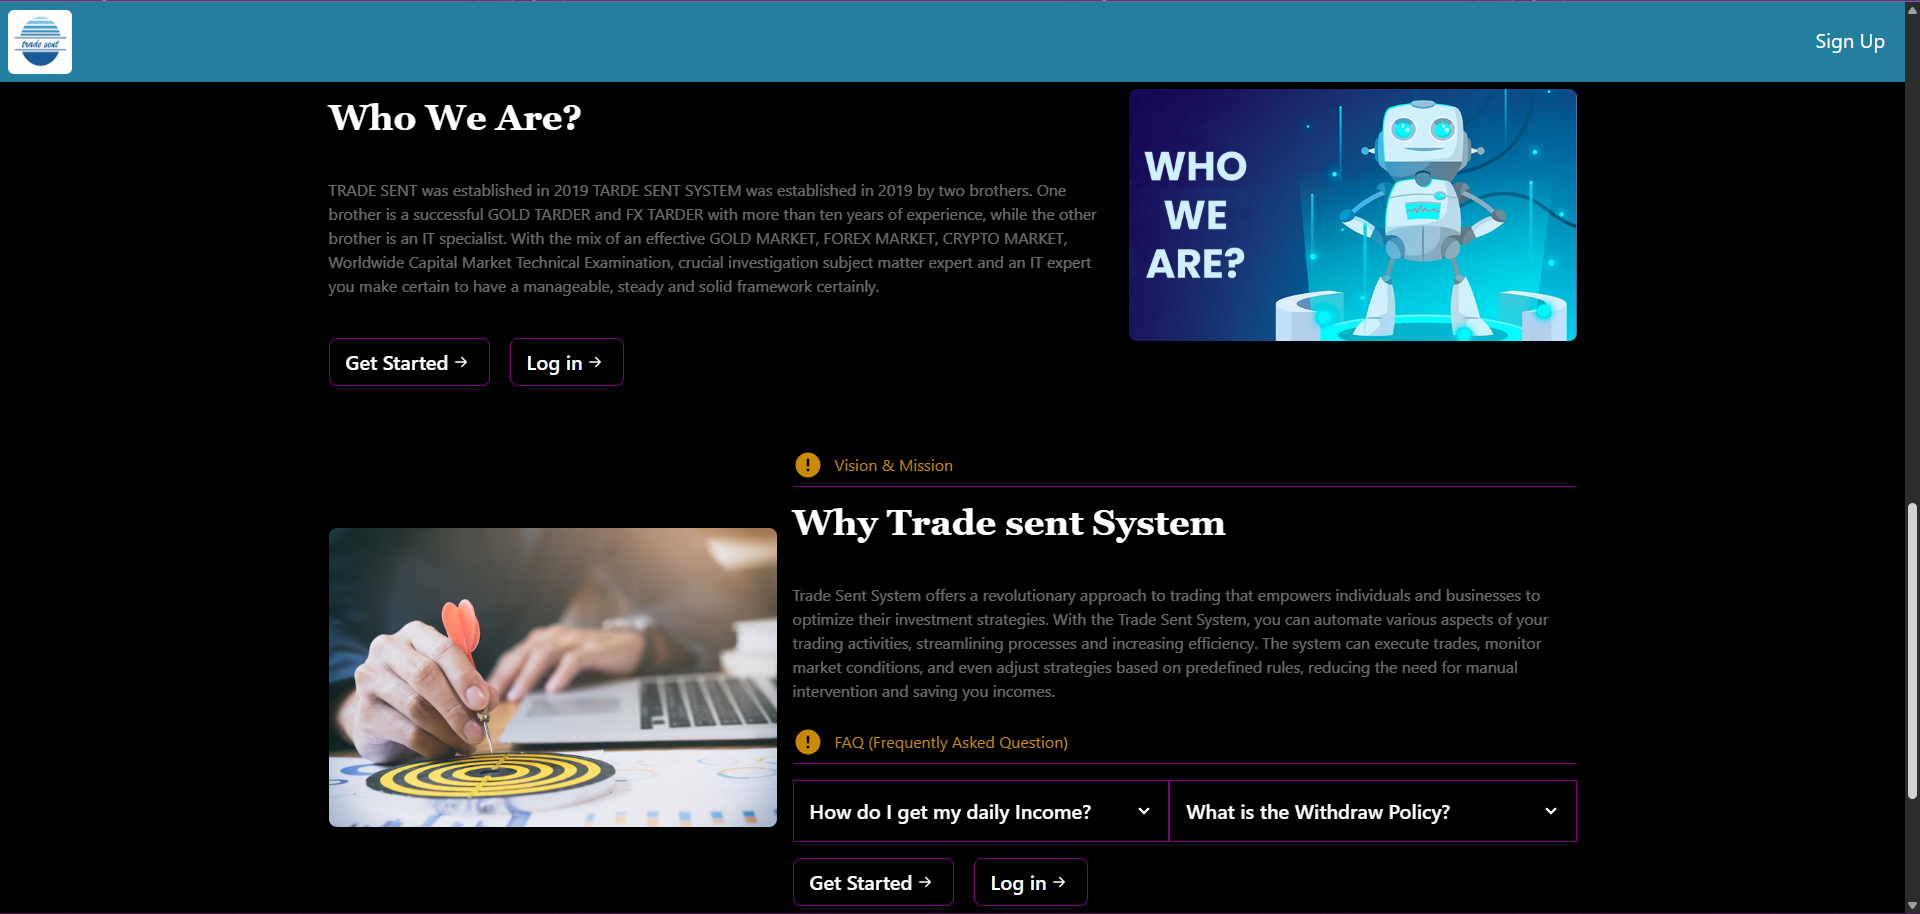 trade sent
Sign Up
Who We Are?
TRADE SENT was established in 2019 TARDE SENT SYSTEM was established in 2019 by two brothers. One
brother is a successful GOLD TARDER and FX TARDER with more than ten years of experience, while the other
brother is an IT specialist. With the mix of an effective GOLD MARKET, FOREX MARKET, CRYPTO MARKET,
Worldwide Capital Market Technical Examination, crucial investigation subject matter expert and an IT expert
you make certain to have a manageable, steady and solid framework certainly.
WHO
WE
ARE?
Get Started →
Log in →
Vision & Mission
Why Trade sent System
Trade Sent System offers a revolutionary approach to trading that empowers individuals and businesses to
optimize their investment strategies. With the Trade Sent System, you can automate various aspects of your
trading activities, streamlining processes and increasing efficiency. The system can execute trades, monitor
market conditions, and even adjust strategies based on predefined rules, reducing the need for manual
intervention and saving you incomes.
FAQ (Frequently Asked Question)
How do I get my daily Income?
What is the Withdraw Policy?
Get Started →
Log in →